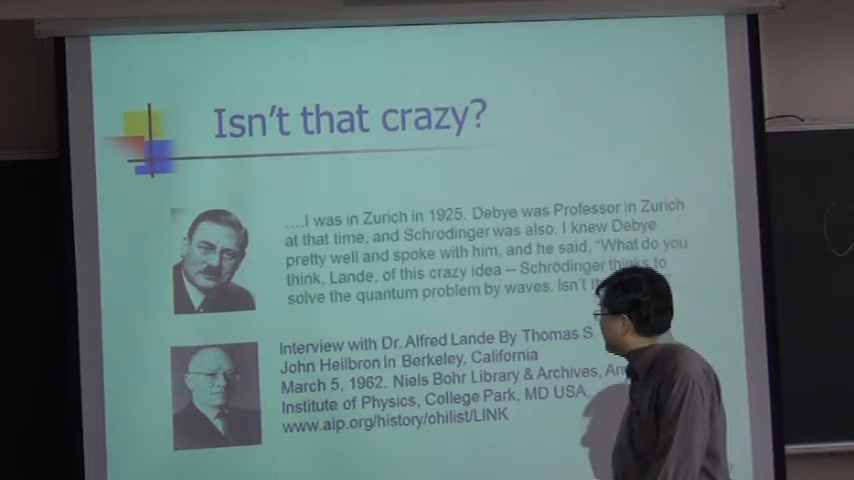 Isn't that crazy?
....I was in Zurich in 1925. Debye was Professor in Zurich
at that time, and Schrodinger was also. I knew Debye
pretty well and spoke with him, and he said, "What do you
think, Lande, of this crazy idea -- Schrödinger thinks to
solve the quantum problem by waves. Isn't
Interview with Dr. Alfred Lande By Thomas S.
John Heilbron In Berkeley, California
March 5, 1962. Niels Bohr Library & Archives,
Institute of Physics, College Park, MD USA,
www.aip.org/history/ohilist/LINK